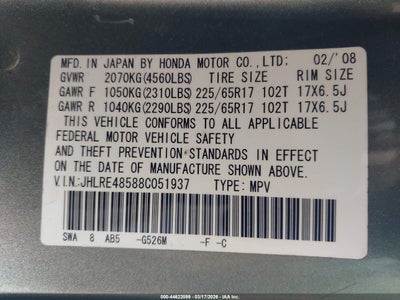 MFD. IN JAPAN BY HONDA MOTOR CO., LTD: 02/'08
GVWR 2070KG(4560LBS) TIRE SIZE RIM SIZE
GAWR F 1050KG(2310LBS) 225/65R17 102T 17X6.5J
GAWR R 1040KG(2290LBS) 225/65R17 102T 17X6.5J
THIS VEHICLE CONFORMS TO ALL APPLICABLE
FEDERAL MOTOR VEHICLE SAFETY
AND THEFT PREVENTION STANDARDS IN EFFECT
ON THE DATE OF MANUFACTURE SHOWN ABOVE.
V.I.N.:JHLRE48588C051937 TYPE: MPV
SWA 8 AB5 -G526M -F -C
000-44622099 - 03/17/2026 - IAA Inc.